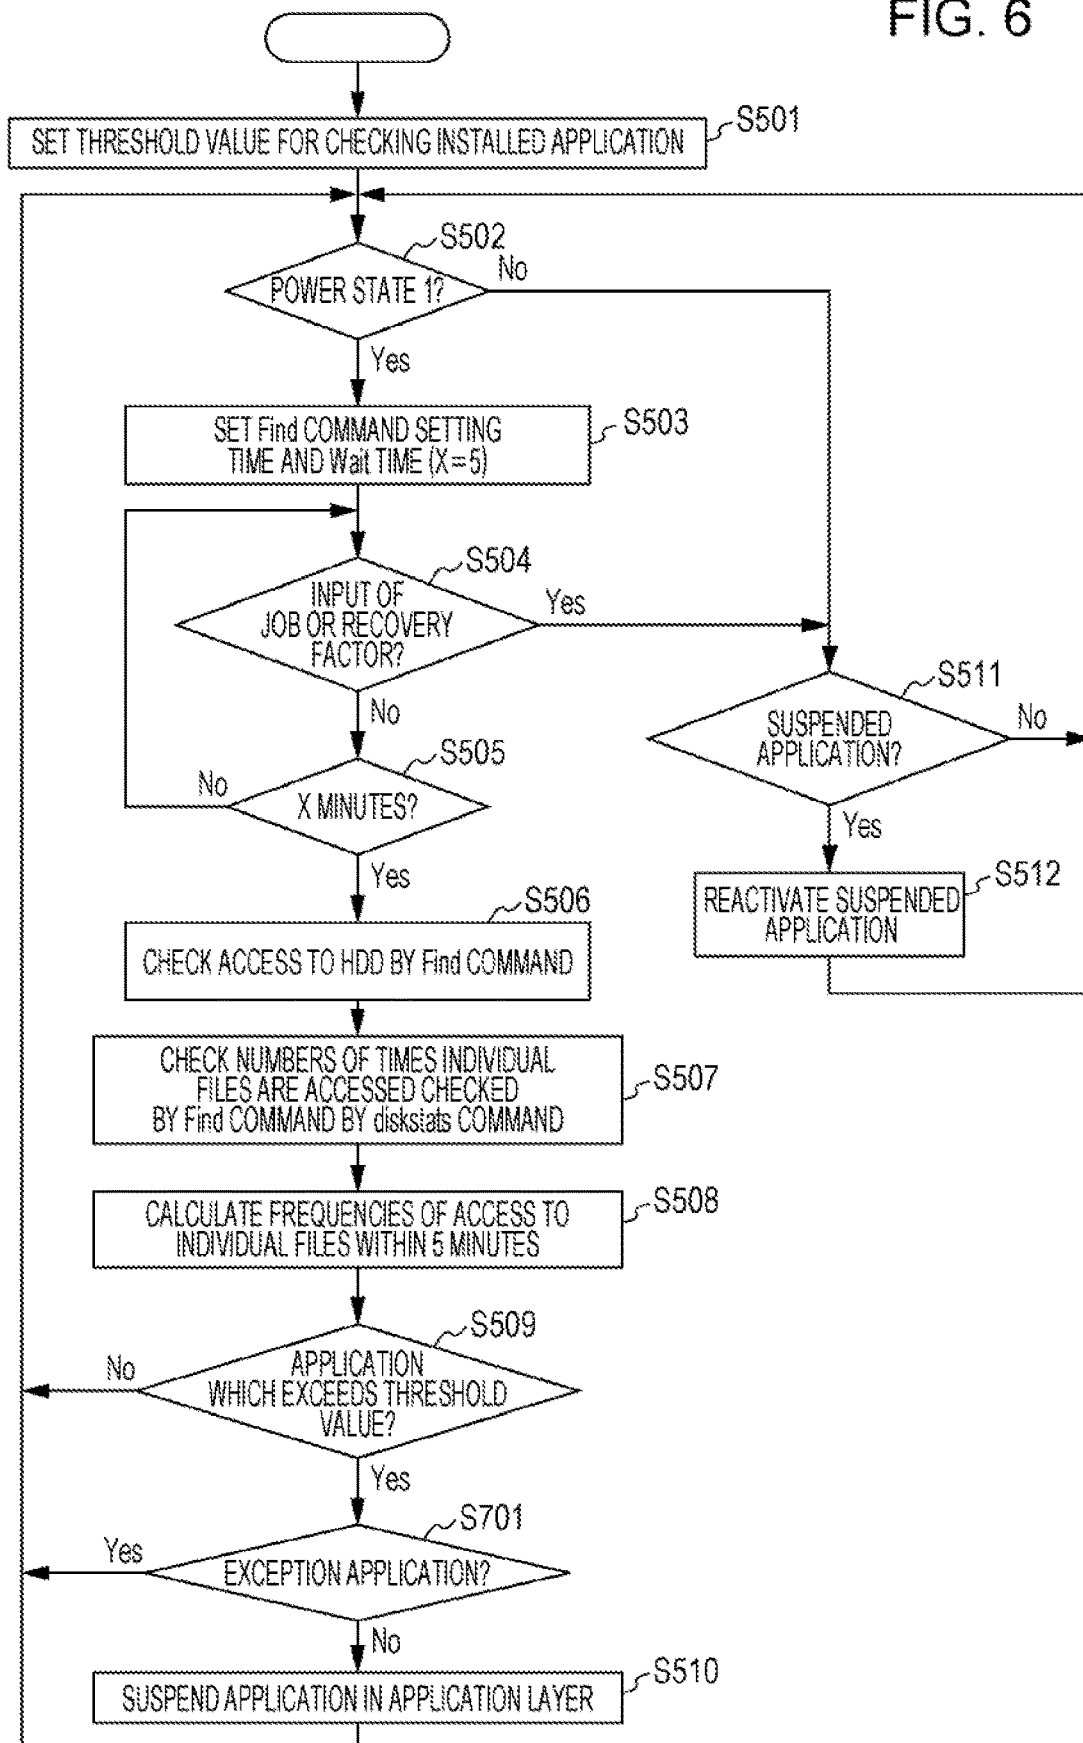 FIG. 6
S501
SET THRESHOLD VALUE FOR CHECKING INSTALLED APPLICATION
S502
POWER STATE 1?
No
Yes
S503
SET Find COMMAND SETTING
TIME AND Wait TIME (X=5)
S504
INPUT OF
JOB OR RECOVERY
FACTOR?
Yes
No
S505
X MINUTES?
No
Yes
S506
CHECK ACCESS TO HDD BY Find COMMAND
S507
CHECK NUMBERS OF TIMES INDIVIDUAL
FILES ARE ACCESSED CHECKED
BY Find COMMAND BY diskstats COMMAND
S508
CALCULATE FREQUENCIES OF ACCESS TO
INDIVIDUAL FILES WITHIN 5 MINUTES
S509
APPLICATION
WHICH EXCEEDS THRESHOLD
VALUE?
No
Yes
S701
EXCEPTION APPLICATION?
Yes
No
S510
SUSPEND APPLICATION IN APPLICATION LAYER
S511
SUSPENDED
APPLICATION?
No
Yes
S512
REACTIVATE SUSPENDED
APPLICATION